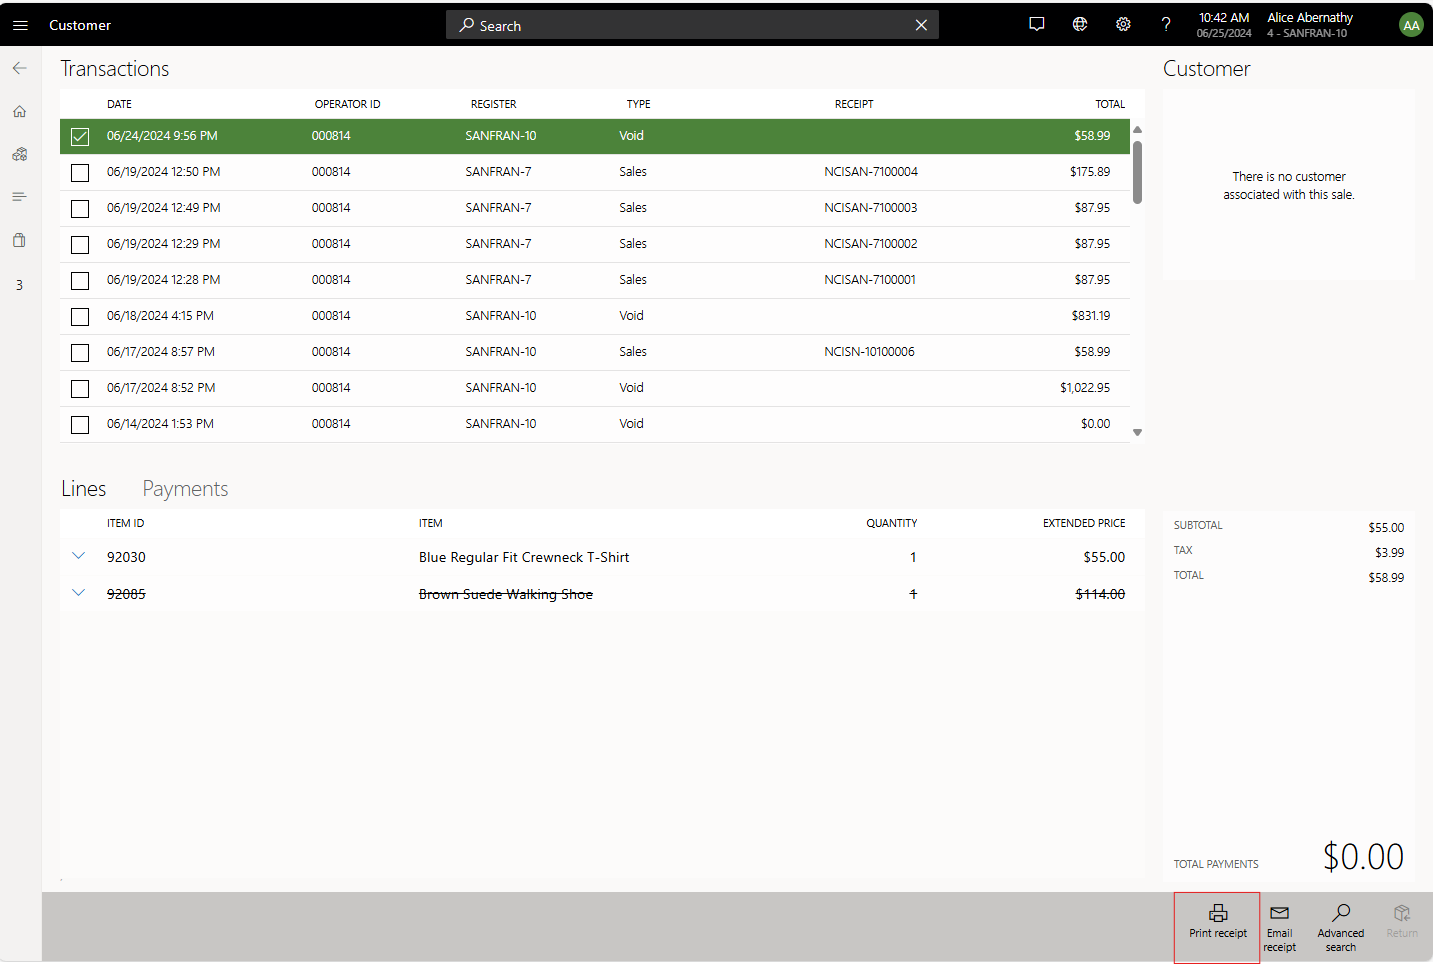 Customer
Search
10:42 AM
06/25/2024
Alice Abernathy
4 - SANFRAN-10
AA
Transactions
Customer
DATE OPERATOR ID REGISTER TYPE RECEIPT TOTAL
06/24/2024 9:56 PM 000814 SANFRAN-10 Void $58.99
06/19/2024 12:50 PM 000814 SANFRAN-7 Sales NCISAN-7100004 $175.89
06/19/2024 12:49 PM 000814 SANFRAN-7 Sales NCISAN-7100003 $87.95
06/19/2024 12:29 PM 000814 SANFRAN-7 Sales NCISAN-7100002 $87.95
06/19/2024 12:28 PM 000814 SANFRAN-7 Sales NCISAN-7100001 $87.95
06/18/2024 4:15 PM 000814 SANFRAN-10 Void $831.19
06/17/2024 8:57 PM 000814 SANFRAN-10 Sales NCISN-10100006 $58.99
06/17/2024 8:52 PM 000814 SANFRAN-10 Void $1,022.95
06/14/2024 1:53 PM 000814 SANFRAN-10 Void $0.00
There is no customer
associated with this sale.
3
Lines Payments
ITEM ID ITEM QUANTITY EXTENDED PRICE
92030 Blue Regular Fit Crewneck T-Shirt 1 $55.00
92085 Brown Suede Walking Shoe 1 $114.00
SUBTOTAL $55.00
TAX $3.99
TOTAL $58.99
TOTAL PAYMENTS $0.00
Print receipt
Email
receipt
Advanced
search
Return